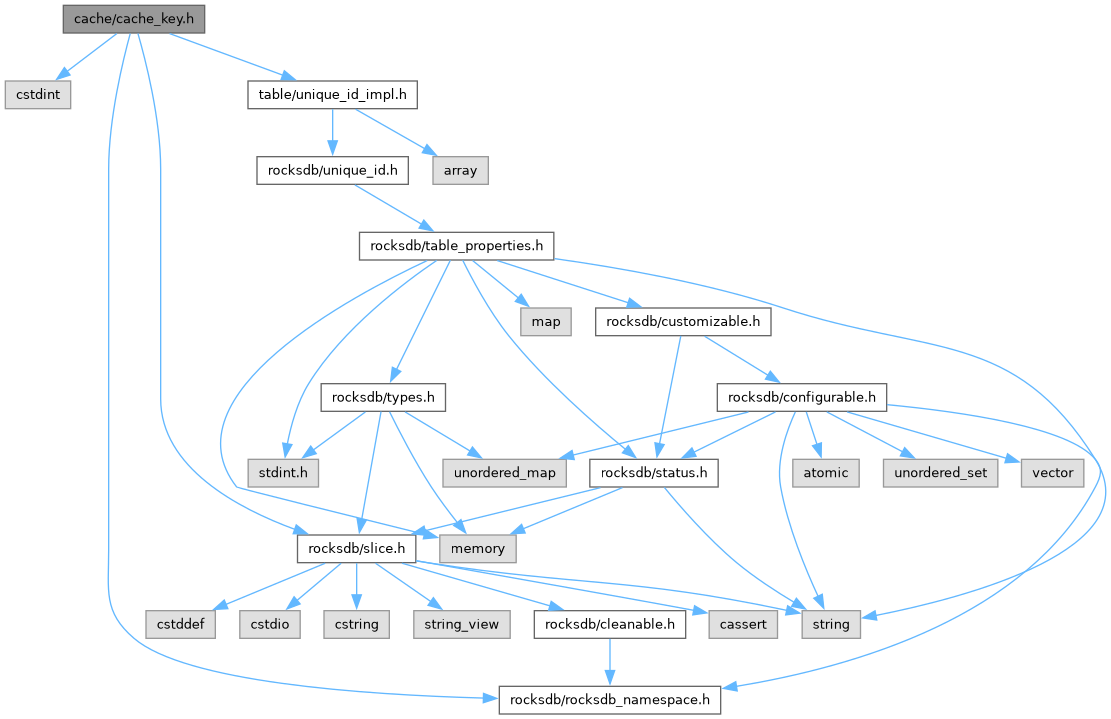 cache/cache_key.h
cstdint
table/unique_id_impl.h
rocksdb/unique_id.h
array
rocksdb/table_properties.h
map
rocksdb/customizable.h
rocksdb/types.h
rocksdb/configurable.h
stdint.h
unordered_map
rocksdb/status.h
atomic
unordered_set
vector
rocksdb/slice.h
memory
cstddef
cstdio
cstring
string_view
rocksdb/cleanable.h
cassert
string
rocksdb/rocksdb_namespace.h